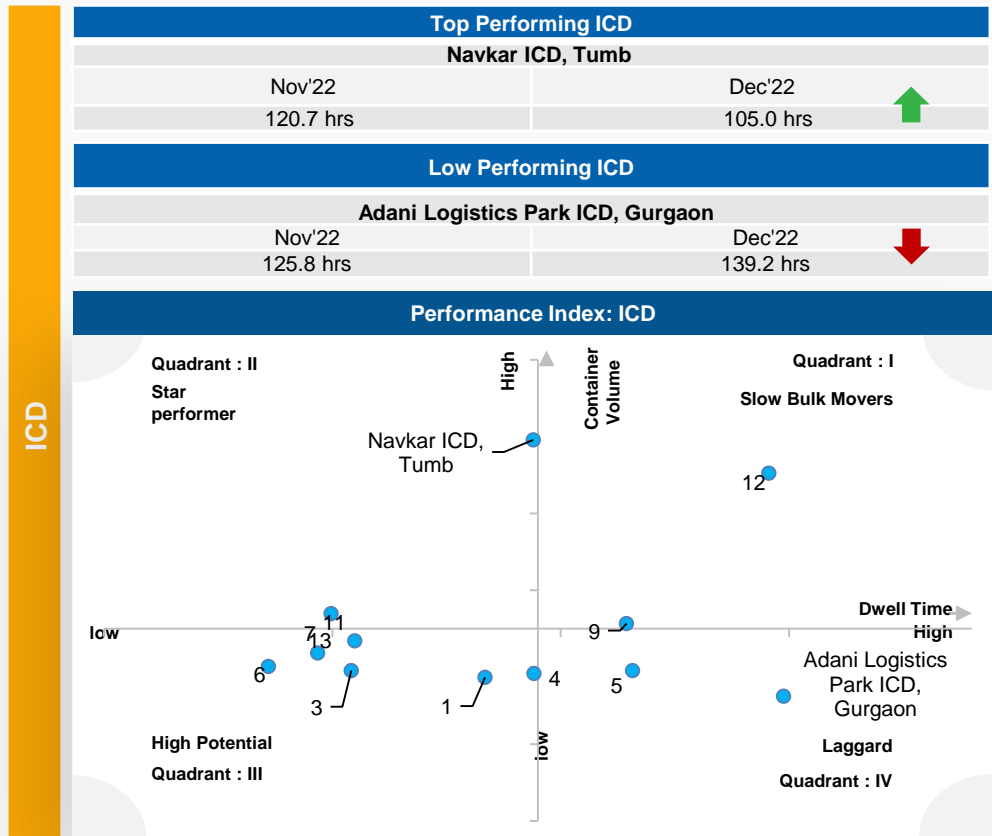 ICD
Top Performing ICD
Navkar ICD, Tumb
Nov'22 Dec'22
120.7 hrs 105.0 hrs
Low Performing ICD
Adani Logistics Park ICD, Gurgaon
Nov'22 Dec'22
125.8 hrs 139.2 hrs
Performance Index: ICD
Quadrant : II
Star
performer
High
Container
Volume
Quadrant : I
Slow Bulk Movers
Navkar ICD,
Tumb
12
Dwell Time
High
low
11
7
13
9
6
3
1
4
5
Adani Logistics
Park ICD,
Gurgaon
low
High Potential
Quadrant : III
Laggard
Quadrant : IV